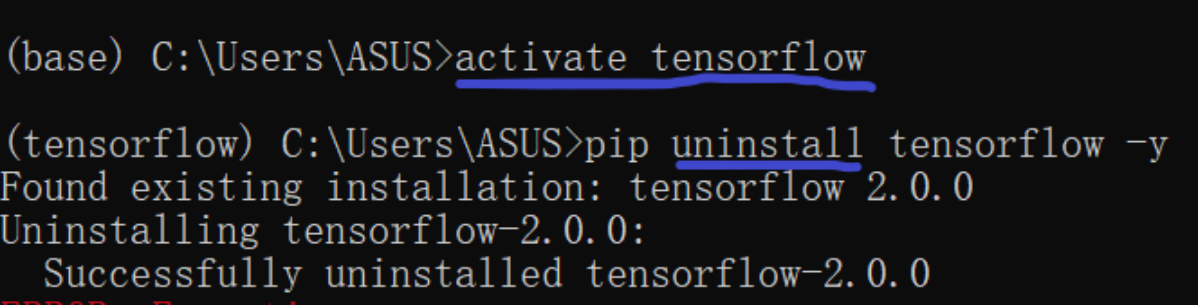 (base) C:\Users\ASUS>activate tensorflow
(tensorflow) C:\Users\ASUS>pip uninstall tensorflow -y
Found existing installation: tensorflow 2.0.0
Uninstalling tensorflow-2.0.0:
  Successfully uninstalled tensorflow-2.0.0